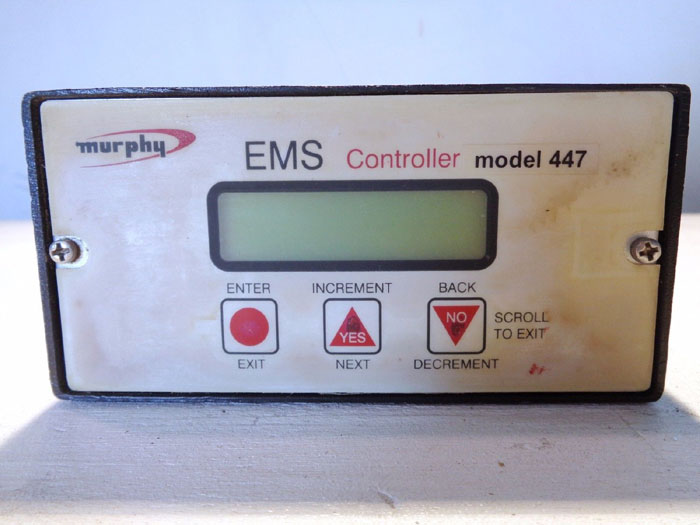 murphy
EMS Controller model 447
ENTER INCREMENT BACK
YES NO
SCROLL
TO EXIT
EXIT NEXT DECREMENT